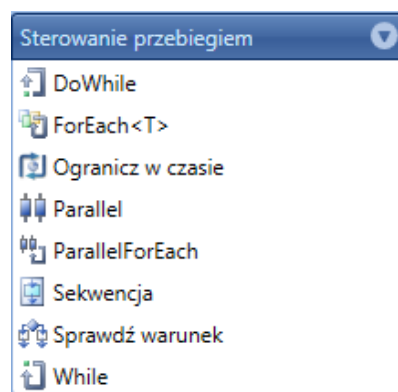 Sterowanie przebiegiem
DoWhile
ForEach<T>
Ogranicz w czasie
Parallel
ParallelForEach
Sekwencja
Sprawdź warunek
While